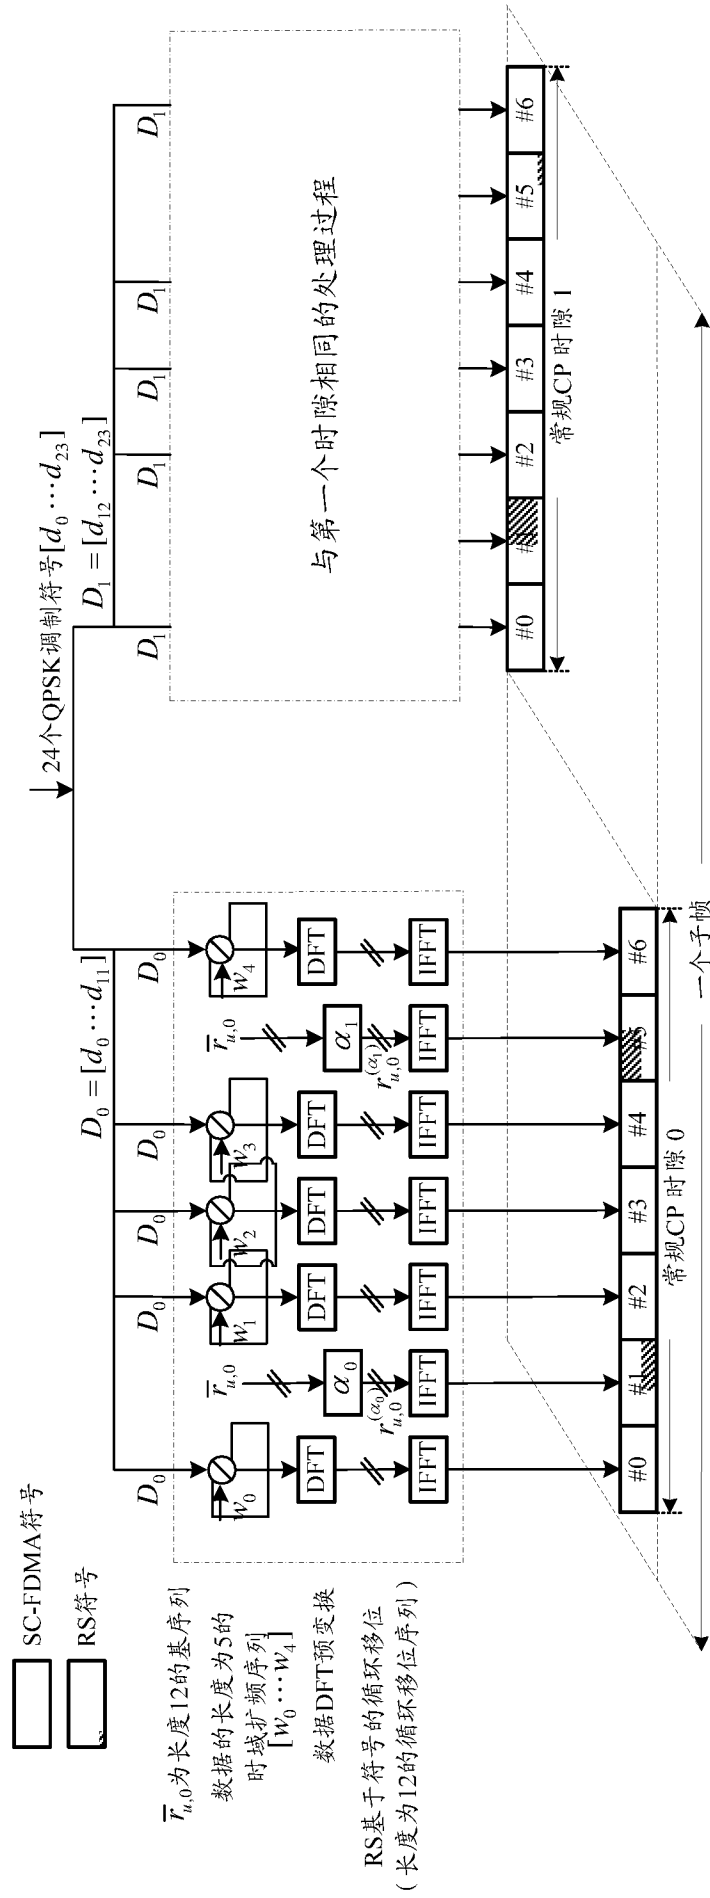 SC-FDMA符号
RS符号
24个QPSK调制符号[d₀ ⋯ d₂₃]
D₀ = [d₀ ⋯ d₁₁]
D₁ = [d₁₂ ⋯ d₂₃]
D₀ D₀ D₀ D₀ D₀
D₁ D₁ D₁ D₁ D₁
r̄_{u,0}为长度12的基序列
数据的长度为5的
时域扩频序列
[w₀ ⋯ w₄]
w₀ r̄_{u,0} w₁ w₂ w₃ r̄_{u,0} w₄
数据DFT预变换
DFT α₀ DFT DFT DFT α₁ DFT
RS基于符号的循环移位
(长度为12的循环移位序列)
r_{u,0}^{(α₀)} r_{u,0}^{(α₁)}
IFFT IFFT IFFT IFFT IFFT IFFT IFFT
与第一个时隙相同的处理过程
#0 #2 #3 #4 #5 #6
常规CP 时隙 1
#0 #1 #2 #3 #4 #5 #6
常规CP 时隙 0
一个子帧